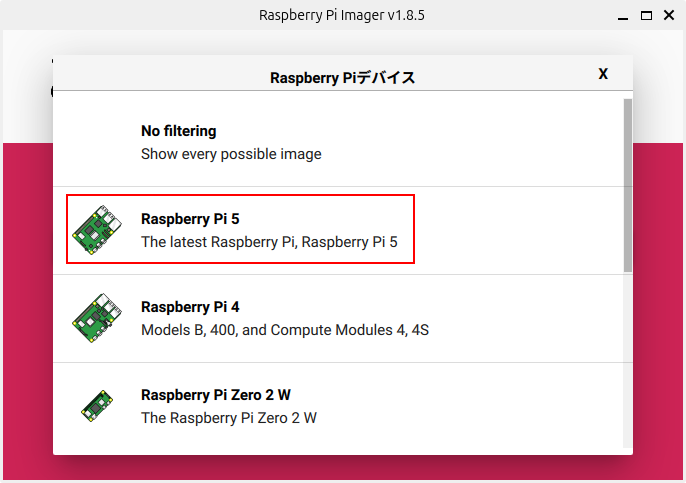 Raspberry Pi Imager v1.8.5
Raspberry Piデバイス
X
No filtering
Show every possible image
Raspberry Pi 5
The latest Raspberry Pi, Raspberry Pi 5
Raspberry Pi 4
Models B, 400, and Compute Modules 4, 4S
Raspberry Pi Zero 2 W
The Raspberry Pi Zero 2 W